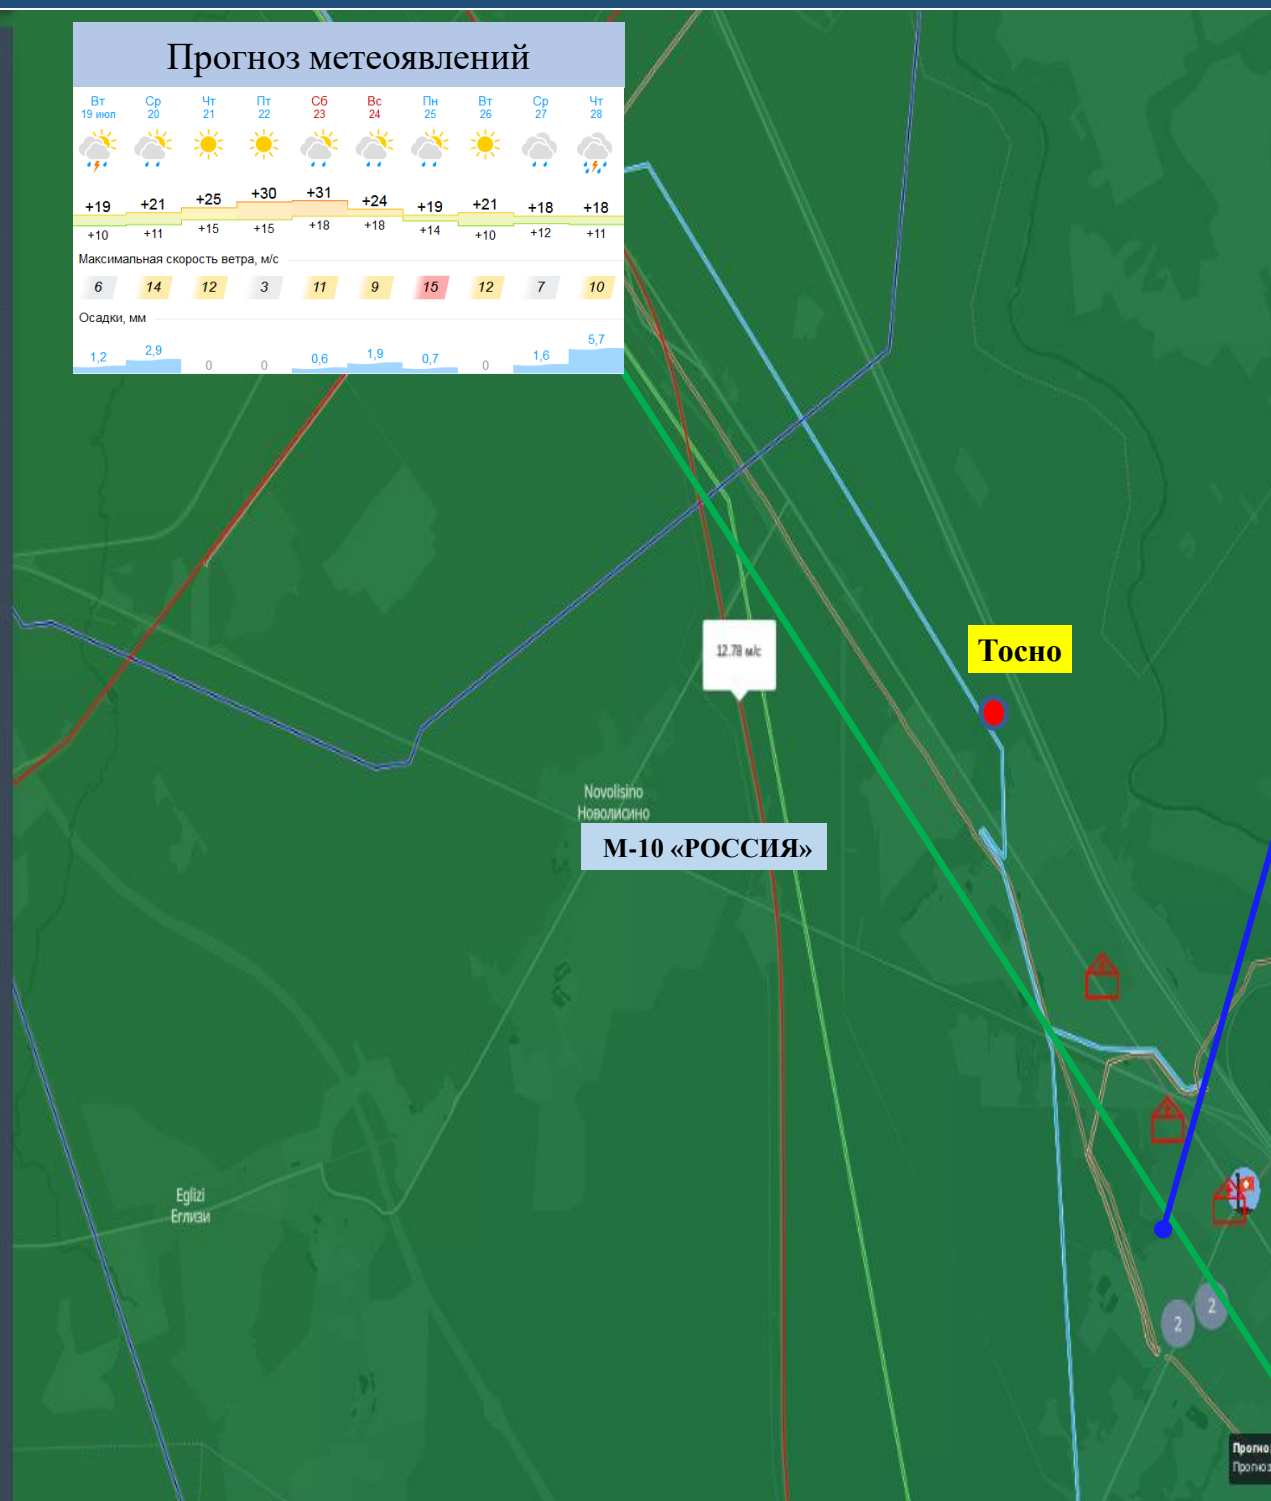 Прогноз метеоявлений
Вт Ср Чт Пт Сб Вс Пн Вт Ср Чт
19 июл 20 21 22 23 24 25 26 27 28
+19 +21 +25 +30 +31 +24 +19 +21 +18 +18
+10 +11 +15 +15 +18 +18 +14 +10 +12 +11
Максимальная скорость ветра, м/с
6 14 12 3 11 9 15 12 7 10
Осадки, мм
1,2 2,9 0 0 0,6 1,9 0,7 0 1,6 5,7
12.78 м/с
Тосно
Novolisino
Новолисино
М-10 «РОССИЯ»
Eglizi
Еглизи
2
2
Прогно
Прогноз